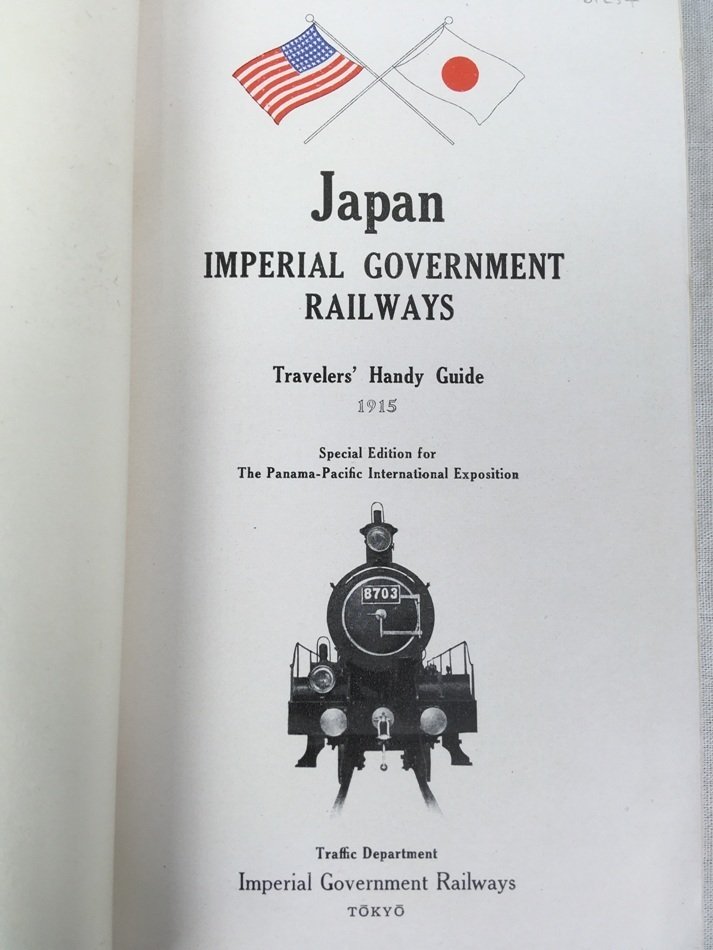 Japan
IMPERIAL GOVERNMENT
RAILWAYS
Travelers' Handy Guide
1915
Special Edition for
The Panama-Pacific International Exposition
8703
Traffic Department
Imperial Government Railways
TŌKYŌ